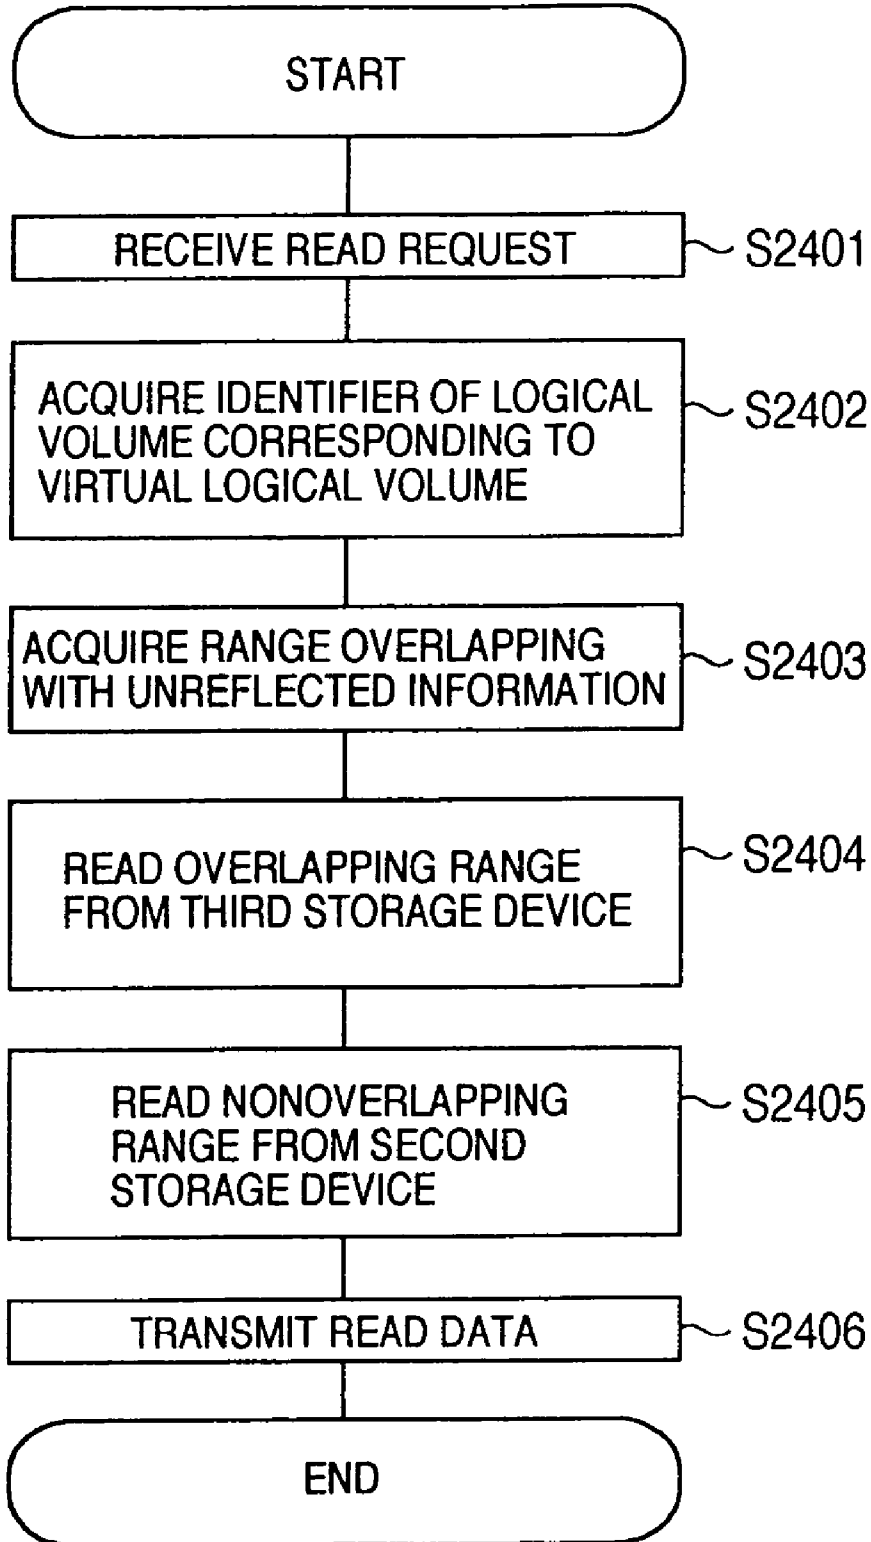 START
RECEIVE READ REQUEST
S2401
ACQUIRE IDENTIFIER OF LOGICAL
VOLUME CORRESPONDING TO
VIRTUAL LOGICAL VOLUME
S2402
ACQUIRE RANGE OVERLAPPING
WITH UNREFLECTED INFORMATION
S2403
READ OVERLAPPING RANGE
FROM THIRD STORAGE DEVICE
S2404
READ NONOVERLAPPING
RANGE FROM SECOND
STORAGE DEVICE
S2405
TRANSMIT READ DATA
S2406
END